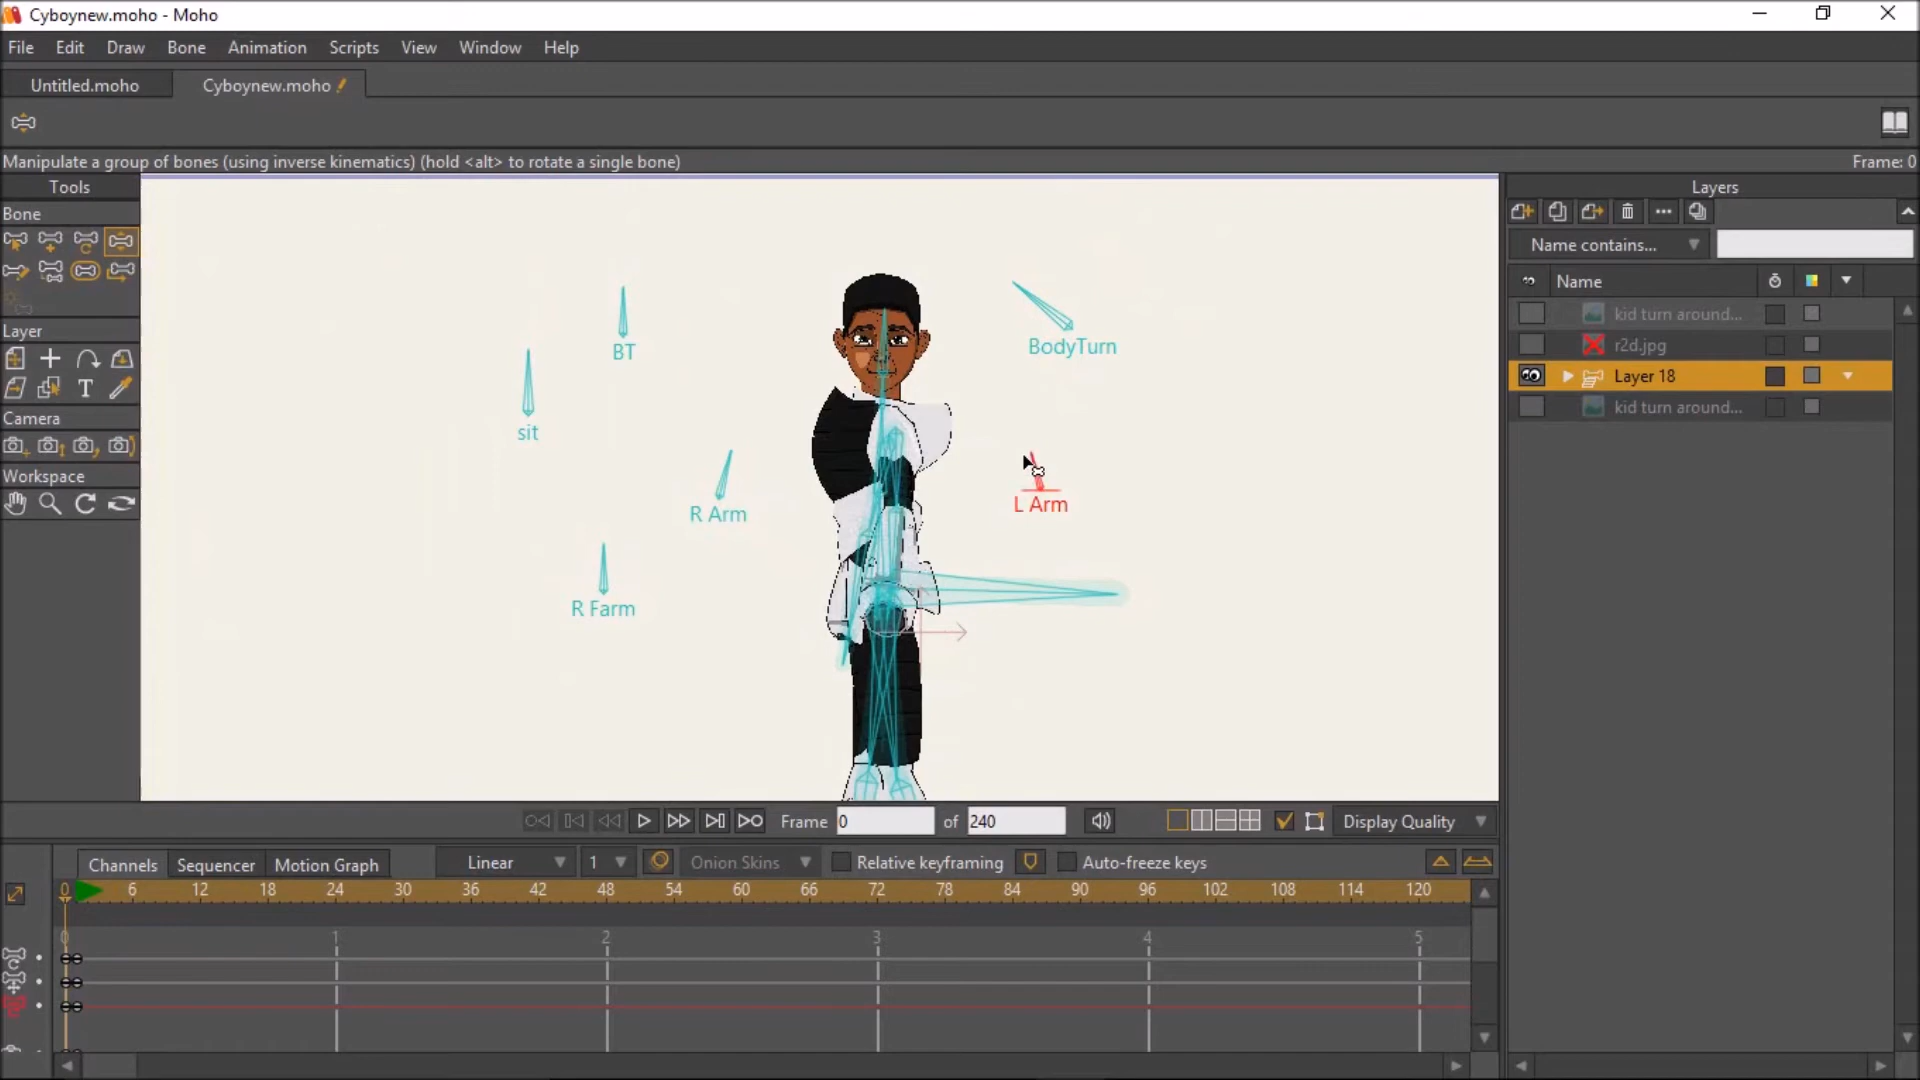 Cyboynew.moho - Moho
File Edit Draw Bone Animation Scripts View Window Help
Untitled.moho Cyboynew.moho
Manipulate a group of bones (using inverse kinematics) (hold <alt> to rotate a single bone) Frame: 0
Tools
Bone
Layer
Camera
Workspace
BT
BodyTurn
sit
R Arm
L Arm
R Farm
Layers
Name contains...
Name
kid turn around...
r2d.jpg
Layer 18
kid turn around...
Frame 0 of 240 Display Quality
Channels Sequencer Motion Graph Linear 1 Onion Skins Relative keyframing Auto-freeze keys
0 6 12 18 24 30 36 42 48 54 60 66 72 78 84 90 96 102 108 114 120
0 1 2 3 4 5